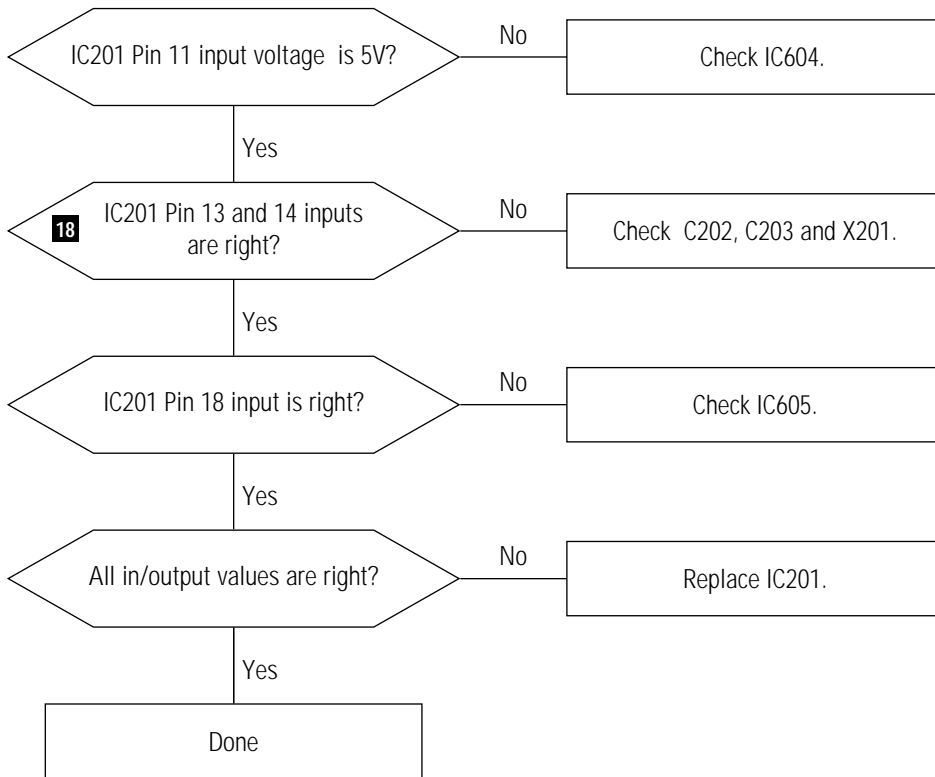 IC201 Pin 11 input voltage is 5V?
No
Check IC604.
Yes
18
IC201 Pin 13 and 14 inputs
are right?
No
Check C202, C203 and X201.
Yes
IC201 Pin 18 input is right?
No
Check IC605.
Yes
All in/output values are right?
No
Replace IC201.
Yes
Done